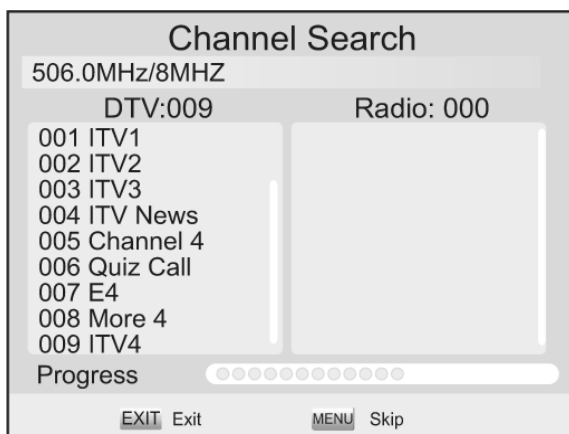 Channel Search
506.0MHz/8MHZ
DTV:009
001 ITV1
002 ITV2
003 ITV3
004 ITV News
005 Channel 4
006 Quiz Call
007 E4
008 More 4
009 ITV4
Radio: 000
Progress
EXIT Exit MENU Skip